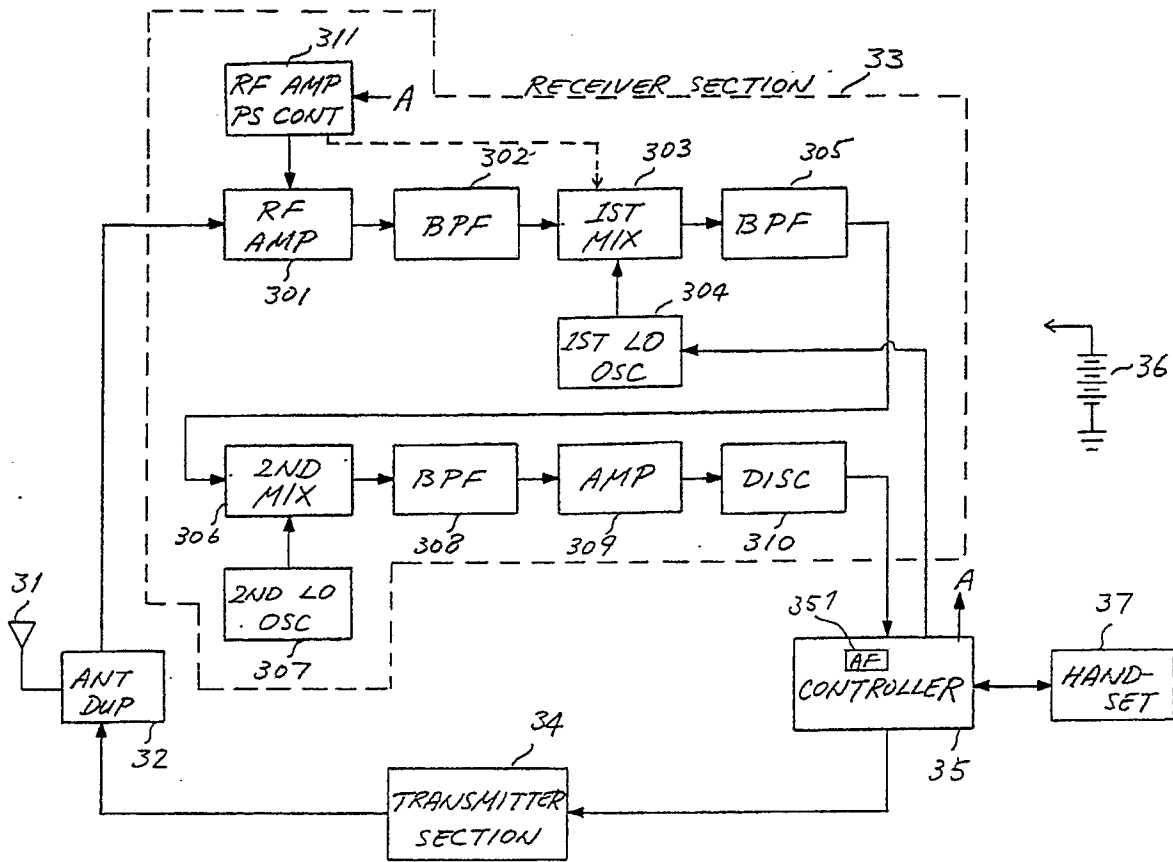 311
RF AMP
PS CONT
A
RECEIVER SECTION
33
302
303
305
RF
AMP
BPF
1ST
MIX
BPF
301
304
1ST LO
OSC
36
2ND
MIX
BPF
AMP
DISC
306
308
309
310
2ND LO
OSC
307
31
A
351
AF
CONTROLLER
37
HAND-
SET
ANT
DUP
32
35
34
TRANSMITTER
SECTION